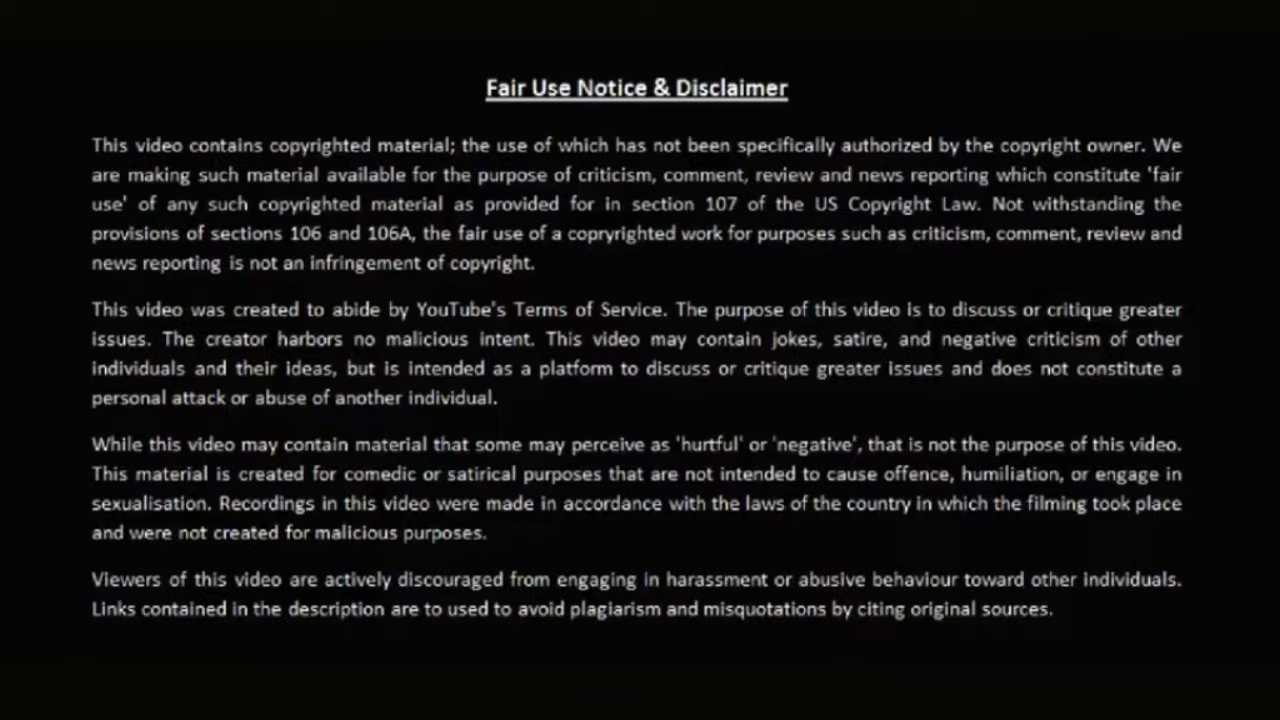 Fair Use Notice & Disclaimer
This video contains copyrighted material; the use of which has not been specifically authorized by the copyright owner. We
are making such material available for the purpose of criticism, comment, review and news reporting which constitute 'fair
use' of any such copyrighted material as provided for in section 107 of the US Copyright Law. Not withstanding the
provisions of sections 106 and 106A, the fair use of a copryrighted work for purposes such as criticism, comment, review and
news reporting is not an infringement of copyright.
This video was created to abide by YouTube's Terms of Service. The purpose of this video is to discuss or critique greater
issues. The creator harbors no malicious intent. This video may contain jokes, satire, and negative criticism of other
individuals and their ideas, but is intended as a platform to discuss or critique greater issues and does not constitute a
personal attack or abuse of another individual.
While this video may contain material that some may perceive as 'hurtful' or 'negative', that is not the purpose of this video.
This material is created for comedic or satirical purposes that are not intended to cause offence, humiliation, or engage in
sexualisation. Recordings in this video were made in accordance with the laws of the country in which the filming took place
and were not created for malicious purposes.
Viewers of this video are actively discouraged from engaging in harassment or abusive behaviour toward other individuals.
Links contained in the description are to used to avoid plagiarism and misquotations by citing original sources.